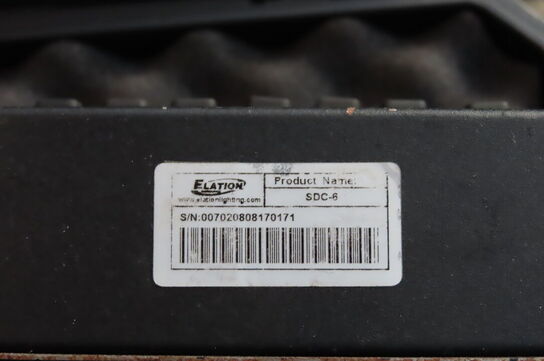 ELATION
www.elationlighting.com
Product Name:
SDC-6
S/N:007020808170171